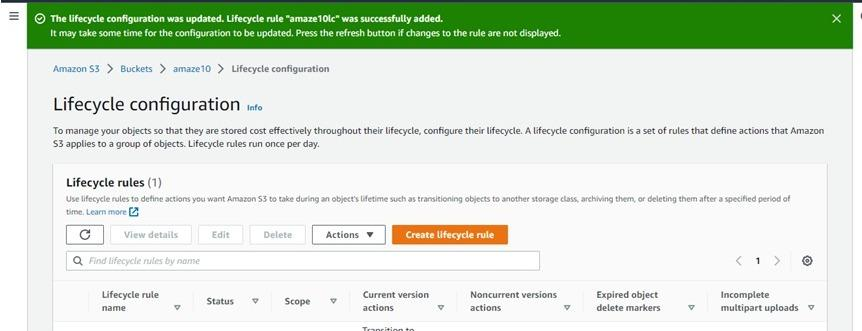 The lifecycle configuration was updated. Lifecycle rule "amaze10lc" was successfully added.
It may take some time for the configuration to be updated. Press the refresh button if changes to the rule are not displayed.
Amazon S3 > Buckets > amaze10 > Lifecycle configuration
Lifecycle configuration Info
To manage your objects so that they are stored cost effectively throughout their lifecycle, configure their lifecycle. A lifecycle configuration is a set of rules that define actions that Amazon
S3 applies to a group of objects. Lifecycle rules run once per day.
Lifecycle rules (1)
Use lifecycle rules to define actions you want Amazon S3 to take during an object's lifetime such as transitioning objects to another storage class, archiving them, or deleting them after a specified period of
time. Learn more
View details Edit Delete Actions Create lifecycle rule
Find lifecycle rules by name
< 1 >
Lifecycle rule name Status Scope Current version actions Noncurrent versions actions Expired object delete markers Incomplete multipart uploads
Transition to